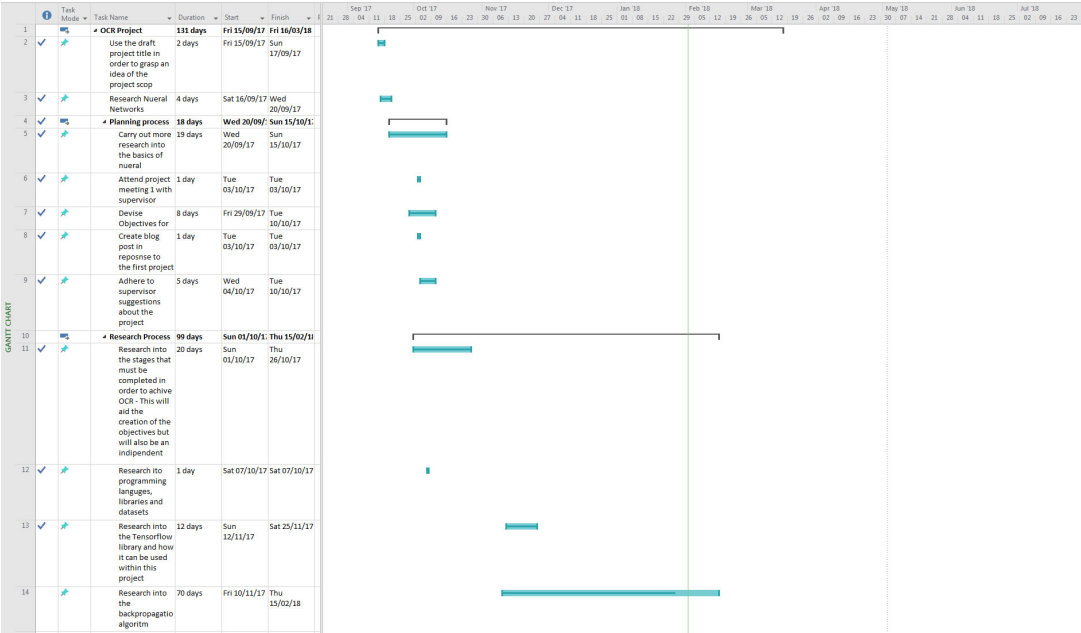 Sep '17 Oct '17 Nov '17 Dec '17 Jan '18 Feb '18 Mar '18 Apr '18 May '18 Jun '18 Jul '18
Task Mode Task Name Duration Start Finish F 21 28 04 11 18 25 02 09 16 23 30 06 13 20 27 04 11 18 25 01 08 15 22 29 05 12 19 26 05 12 19 26 02 09 16 23 30 07 14 21 28 04 11 18 25 02 09 16 23
GANTT CHART
1 OCR Project 131 days Fri 15/09/17 Fri 16/03/18
2 Use the draft 2 days Fri 15/09/17 Sun
project title in 17/09/17
order to grasp an
idea of the
project scop
3 Research Nueral 4 days Sat 16/09/17 Wed
Networks 20/09/17
4 Planning process 18 days Wed 20/09/1 Sun 15/10/1
5 Carry out more 19 days Wed Sun
research into 20/09/17 15/10/17
the basics of
nueral
6 Attend project 1 day Tue Tue
meeting 1 with 03/10/17 03/10/17
supervisor
7 Devise 8 days Fri 29/09/17 Tue
Objectives for 10/10/17
8 Create blog 1 day Tue Tue
post in 03/10/17 03/10/17
reposnse to
the first project
9 Adhere to 5 days Wed Tue
supervisor 04/10/17 10/10/17
suggestions
about the
project
10 Research Process 99 days Sun 01/10/1 Thu 15/02/18
11 Research into 20 days Sun Thu
the stages that 01/10/17 26/10/17
must be
completed in
order to achive
OCR - This will
aid the
creation of the
objectives but
will also be an
indipendent
12 Research ito 1 day Sat 07/10/17 Sat 07/10/17
programming
languges,
libraries and
datasets
13 Research into 12 days Sun Sat 25/11/17
the Tensorflow 12/11/17
library and how
it can be used
within this
project
14 Research into 70 days Fri 10/11/17 Thu
the 15/02/18
backpropagatio
algoritm